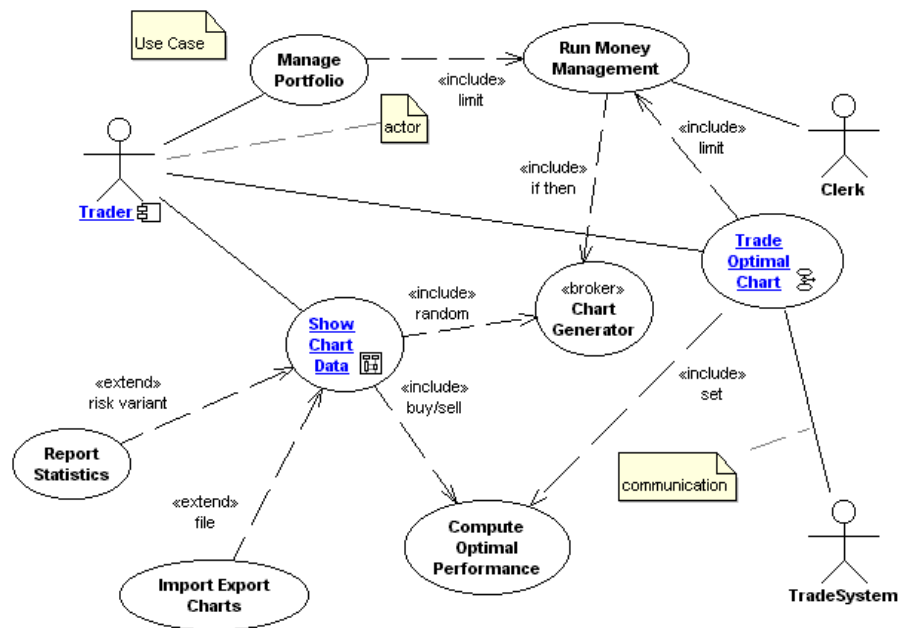 Use Case
Manage
Portfolio
«include»
limit
Run Money
Management
actor
Trader
«include»
if then
«include»
limit
Clerk
Trade
Optimal
Chart
«broker»
Chart
Generator
«include»
random
Show
Chart
Data
«extend»
risk variant
«include»
buy/sell
«include»
set
Report
Statistics
communication
«extend»
file
Compute
Optimal
Performance
Import Export
Charts
TradeSystem